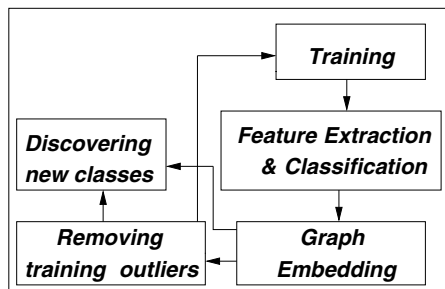 Training
Feature Extraction
& Classification
Discovering
new classes
Removing
training outliers
Graph
Embedding